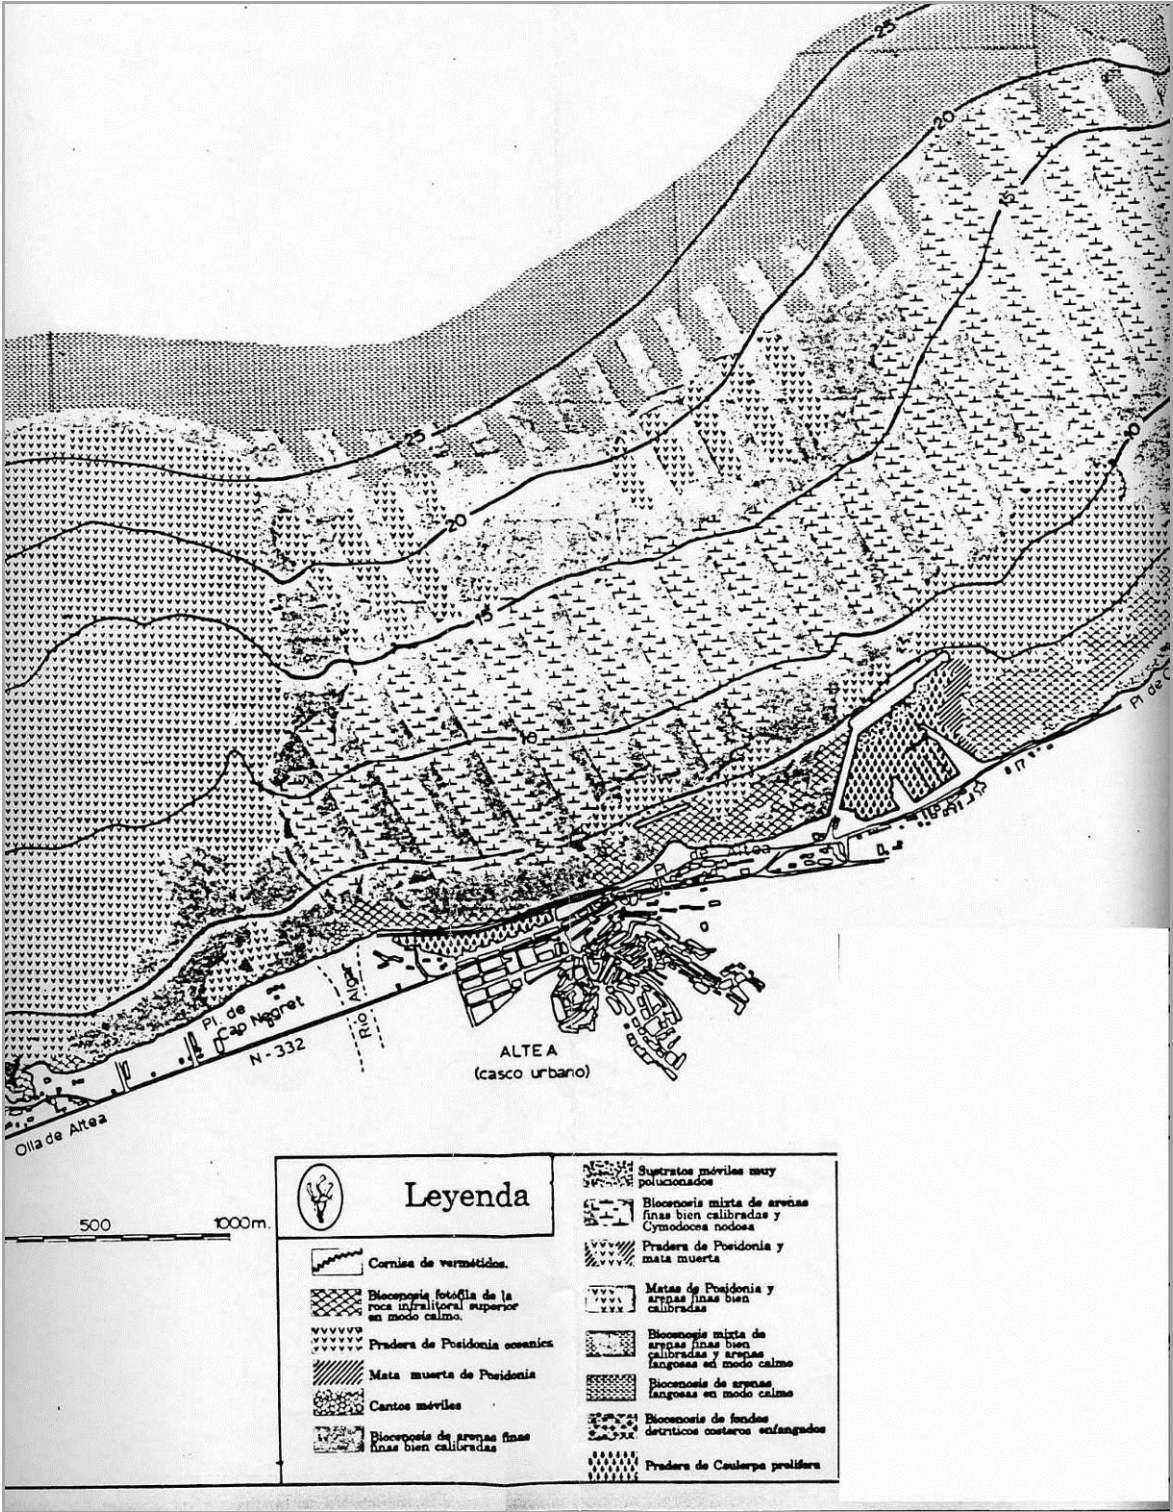 25
20
15
10
25
20
15
10
5
Pl. de
17
Altea
Pl. de
Cap Negret
Río Algar
N-332
ALTEA
(casco urbano)
Olla de Altea
500
1000m.
Leyenda
Cornisa de vermétidos.
Biocenosis fotófila de la
roca infralitoral superior
en modo calmo.
Pradera de Posidonia oceanica
Mata muerta de Posidonia
Cantos móviles
Biocenosis de arenas finas
finas bien calibradas
Sustratos móviles muy
polucionados
Biocenosis mixta de arenas
finas bien calibradas y
Cymodocea nodosa
Pradera de Posidonia y
mata muerta
Matas de Posidonia y
arenas finas bien
calibradas
Biocenosis mixta de
arenas finas bien
calibradas y arenas
fangosas en modo calmo
Biocenosis de arenas
fangosas en modo calmo
Biocenosis de fondos
detríticos costeros enfangados
Pradera de Caulerpa prolifera